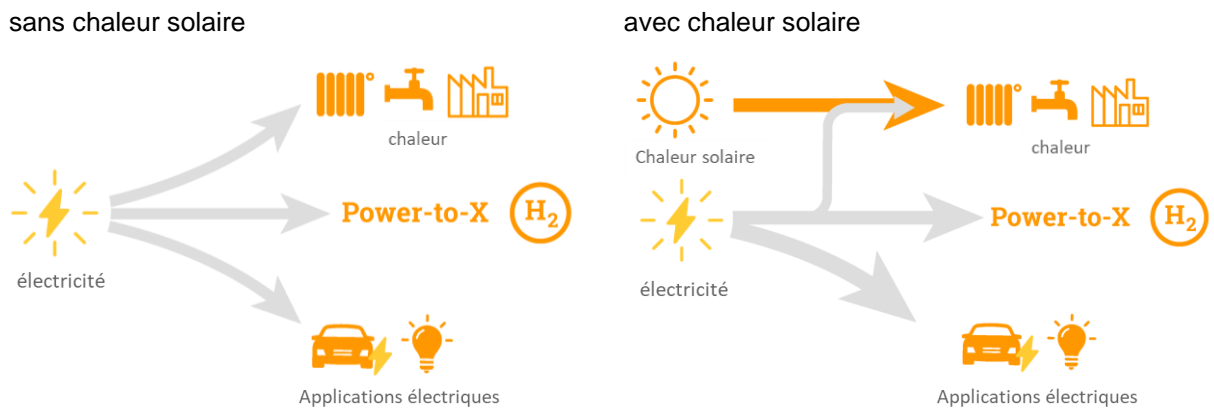 sans chaleur solaire
chaleur
électricité
Power-to-X
H₂
Applications électriques
avec chaleur solaire
Chaleur solaire
chaleur
électricité
Power-to-X
H₂
Applications électriques